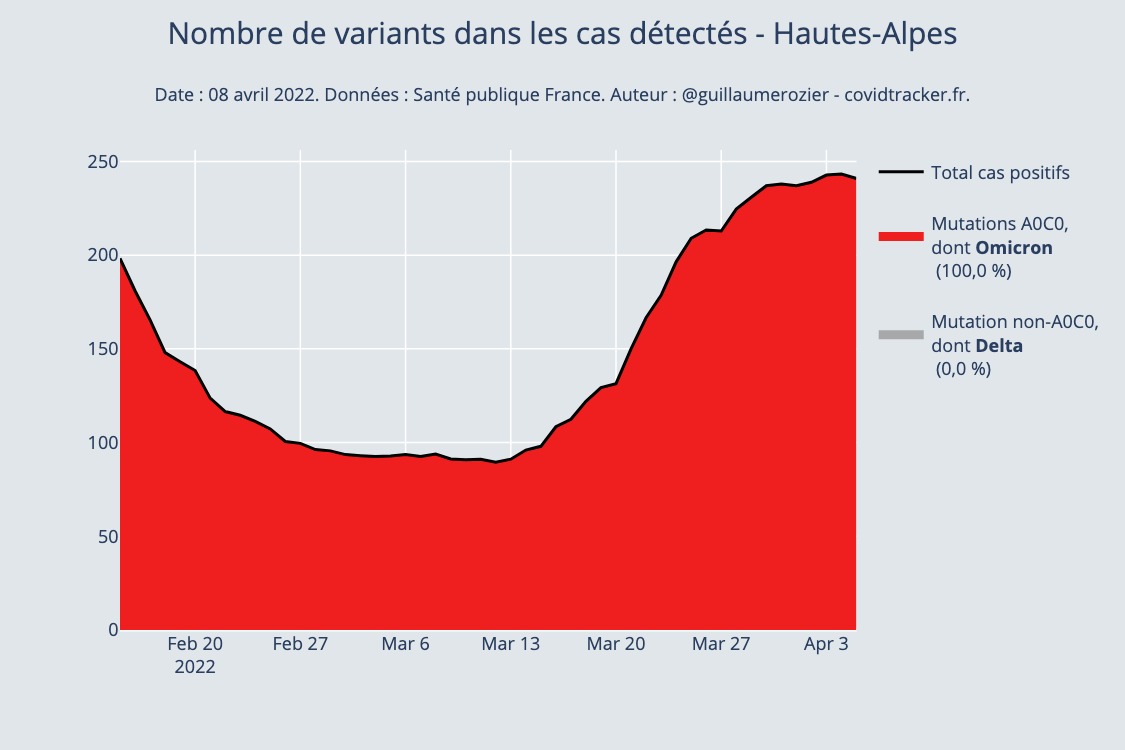 Nombre de variants dans les cas détectés - Hautes-Alpes
Date : 08 avril 2022. Données : Santé publique France. Auteur : @guillaumerozier - covidtracker.fr.
250
200
150
100
50
0
Feb 20
2022
Feb 27
Mar 6
Mar 13
Mar 20
Mar 27
Apr 3
Total cas positifs
Mutations A0C0,
dont Omicron
(100,0 %)
Mutation non-A0C0,
dont Delta
(0,0 %)